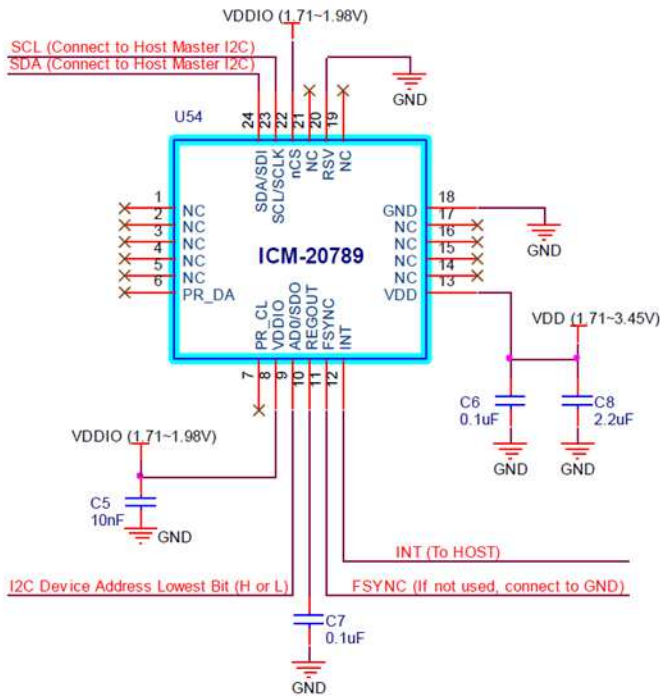 VDDIO (1.71~1.98V)
SCL (Connect to Host Master I2C)
SDA (Connect to Host Master I2C)
GND
U54
24
23
22
21
20
19
SDA/SDI
SCL/SCLK
nCS
NC
RSV
NC
1 NC
2 NC
3 NC
4 NC
5 NC
6 PR_DA
ICM-20789
GND 18
NC 17
NC 16
NC 15
NC 14
VDD 13
GND
PR_CL
VDDIO
AD0/SDO
REGOUT
FSYNC
INT
7
8
9
10
11
12
VDD (1.71~3.45V)
C6
0.1uF
C8
2.2uF
GND
GND
VDDIO (1.71~1.98V)
C5
10nF
GND
INT (To HOST)
I2C Device Address Lowest Bit (H or L)
FSYNC (If not used, connect to GND)
C7
0.1uF
GND